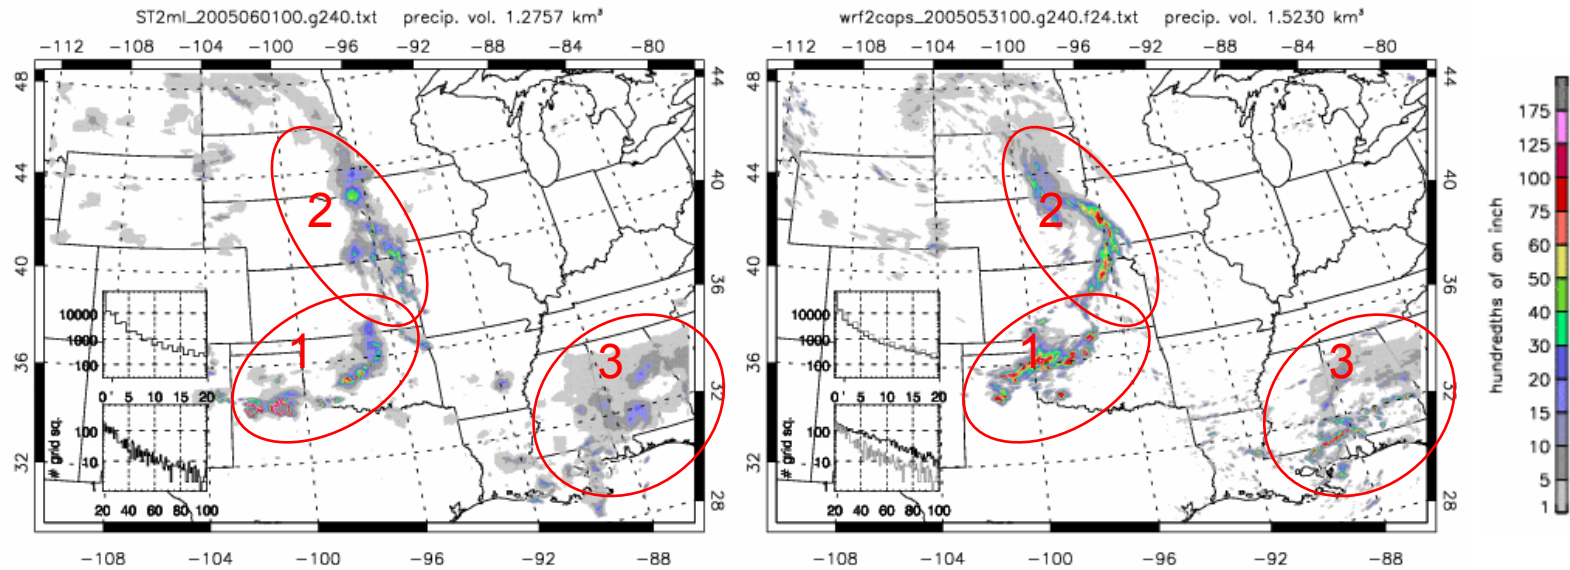 ST2ml_2005060100.g240.txt precip. vol. 1.2757 km³
wrf2caps_2005053100.g240.f24.txt precip. vol. 1.5230 km³
−112 −108 −104 −100 −96 −92 −88 −84 −80
−112 −108 −104 −100 −96 −92 −88 −84 −80
48 44 40 36 32
44 40 36 32 28
48 44 40 36 32
44 40 36 32 28
2
1
3
2
1
3
10000
1000
100
0 5 10 15 20
# grid sq.
100
10
20 40 60 80 100
10000
1000
100
0 5 10 15 20
# grid sq.
100
10
20 40 60 80 100
−108 −104 −100 −96 −92 −88
−108 −104 −100 −96 −92 −88
hundredths of an inch
175
125
100
75
60
50
40
30
20
15
10
5
1